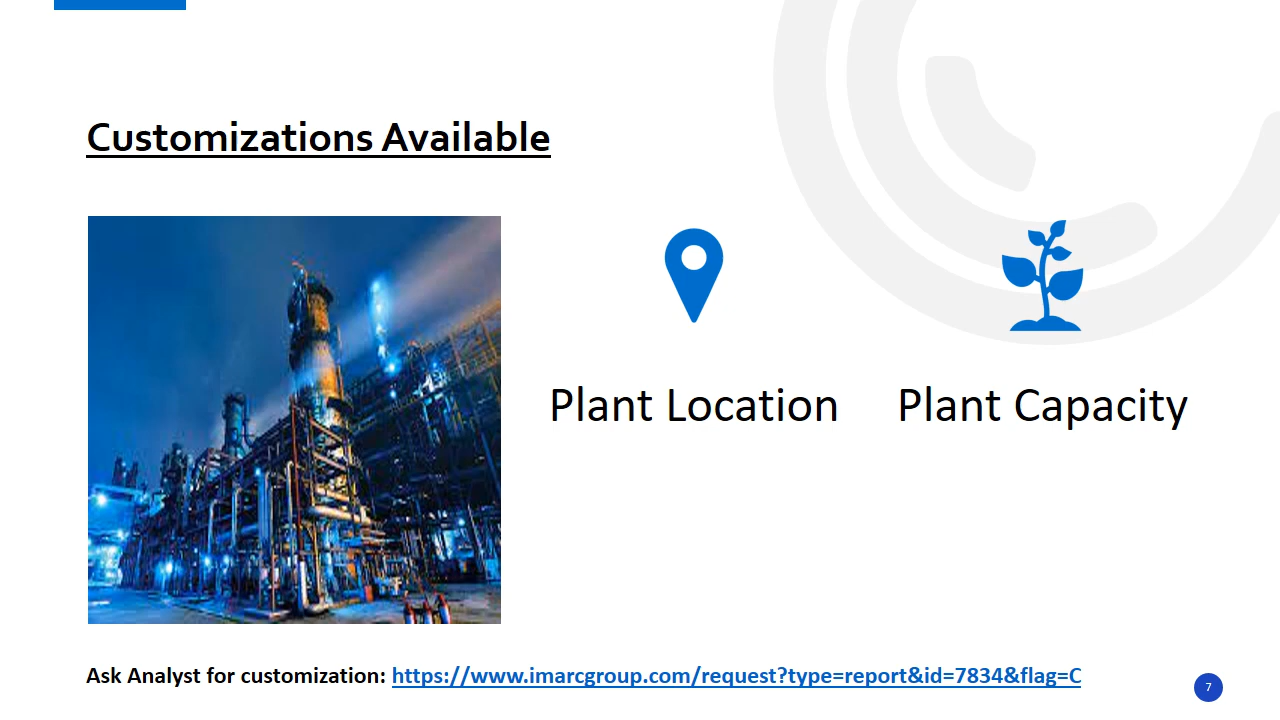 Customizations Available
Plant Location
Plant Capacity
Ask Analyst for customization: https://www.imarcgroup.com/request?type=report&id=7834&flag=C
7